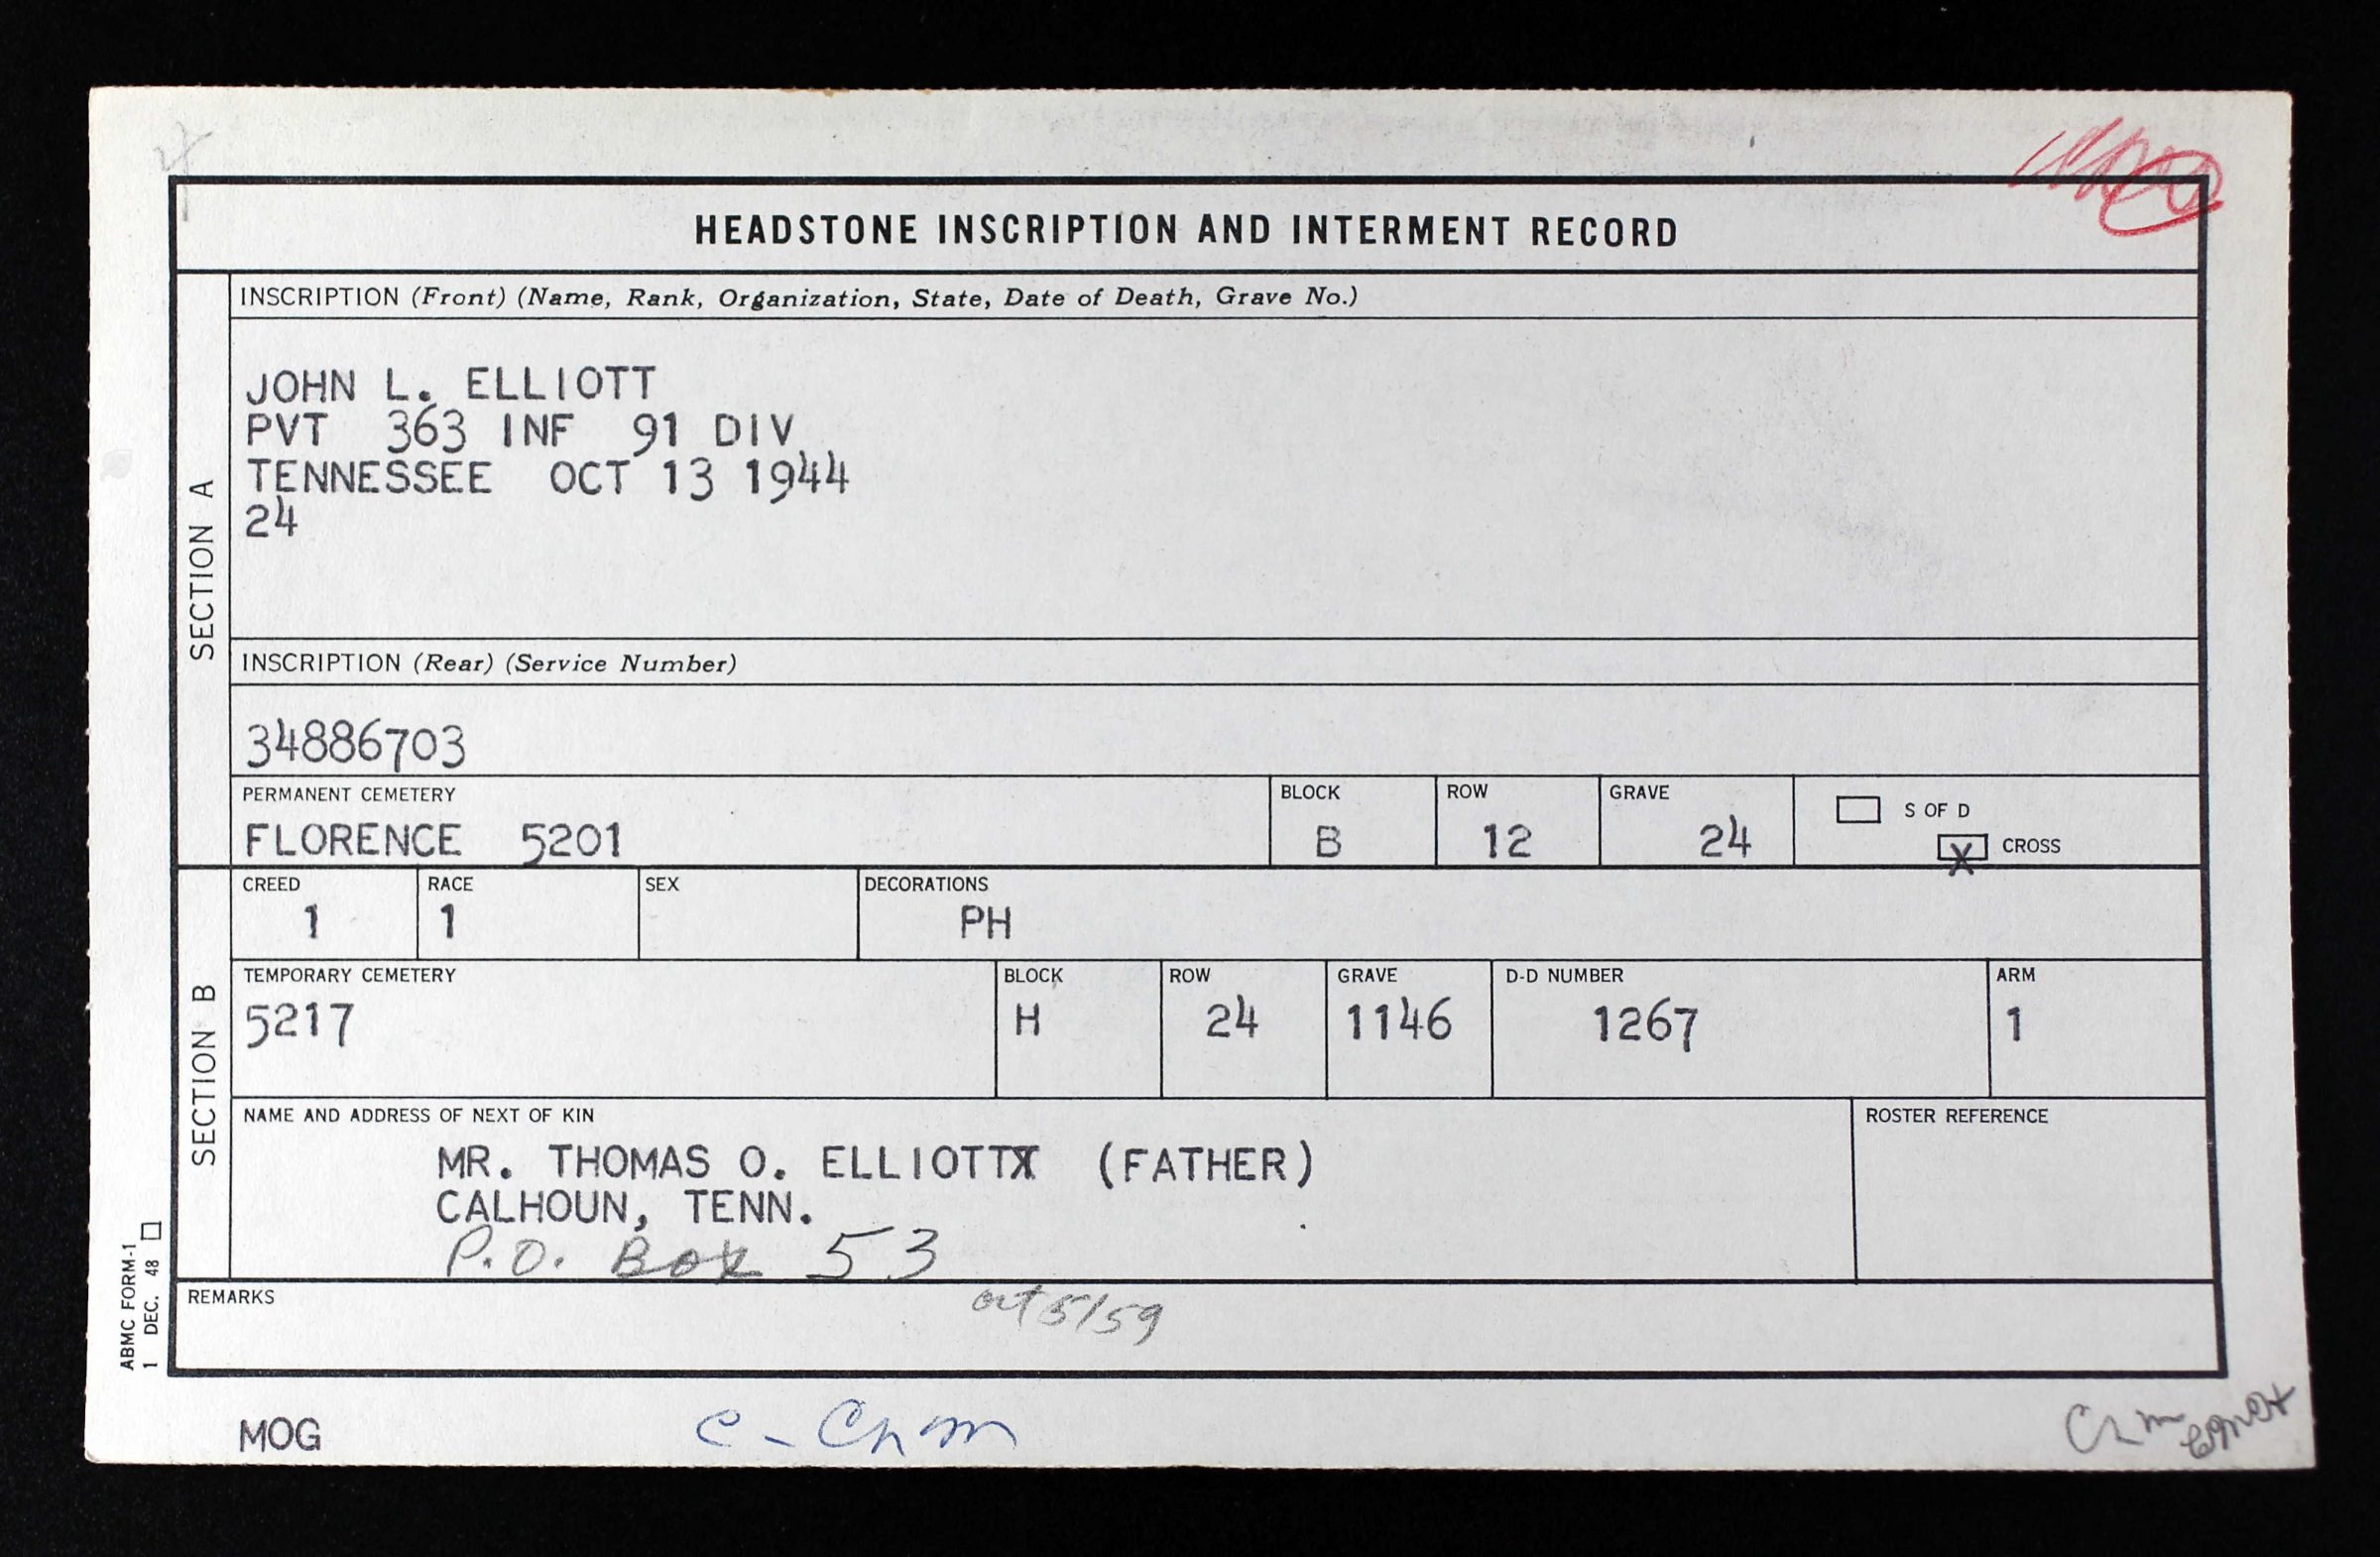 HEADSTONE INSCRIPTION AND INTERMENT RECORD
SECTION A
INSCRIPTION (Front) (Name, Rank, Organization, State, Date of Death, Grave No.)
JOHN L. ELLIOTT
PVT 363 INF 91 DIV
TENNESSEE OCT 13 1944
24
INSCRIPTION (Rear) (Service Number)
34886703
PERMANENT CEMETERY BLOCK ROW GRAVE S OF D
FLORENCE 5201 B 12 24 X CROSS
SECTION B
CREED RACE SEX DECORATIONS
1 1 PH
TEMPORARY CEMETERY BLOCK ROW GRAVE D-D NUMBER ARM
5217 H 24 1146 1267 1
NAME AND ADDRESS OF NEXT OF KIN ROSTER REFERENCE
MR. THOMAS O. ELLIOTTX (FATHER)
CALHOUN, TENN.
P.O. Box 53
REMARKS
oct 5/59
ABMC FORM-1
1 DEC. 48
MOG